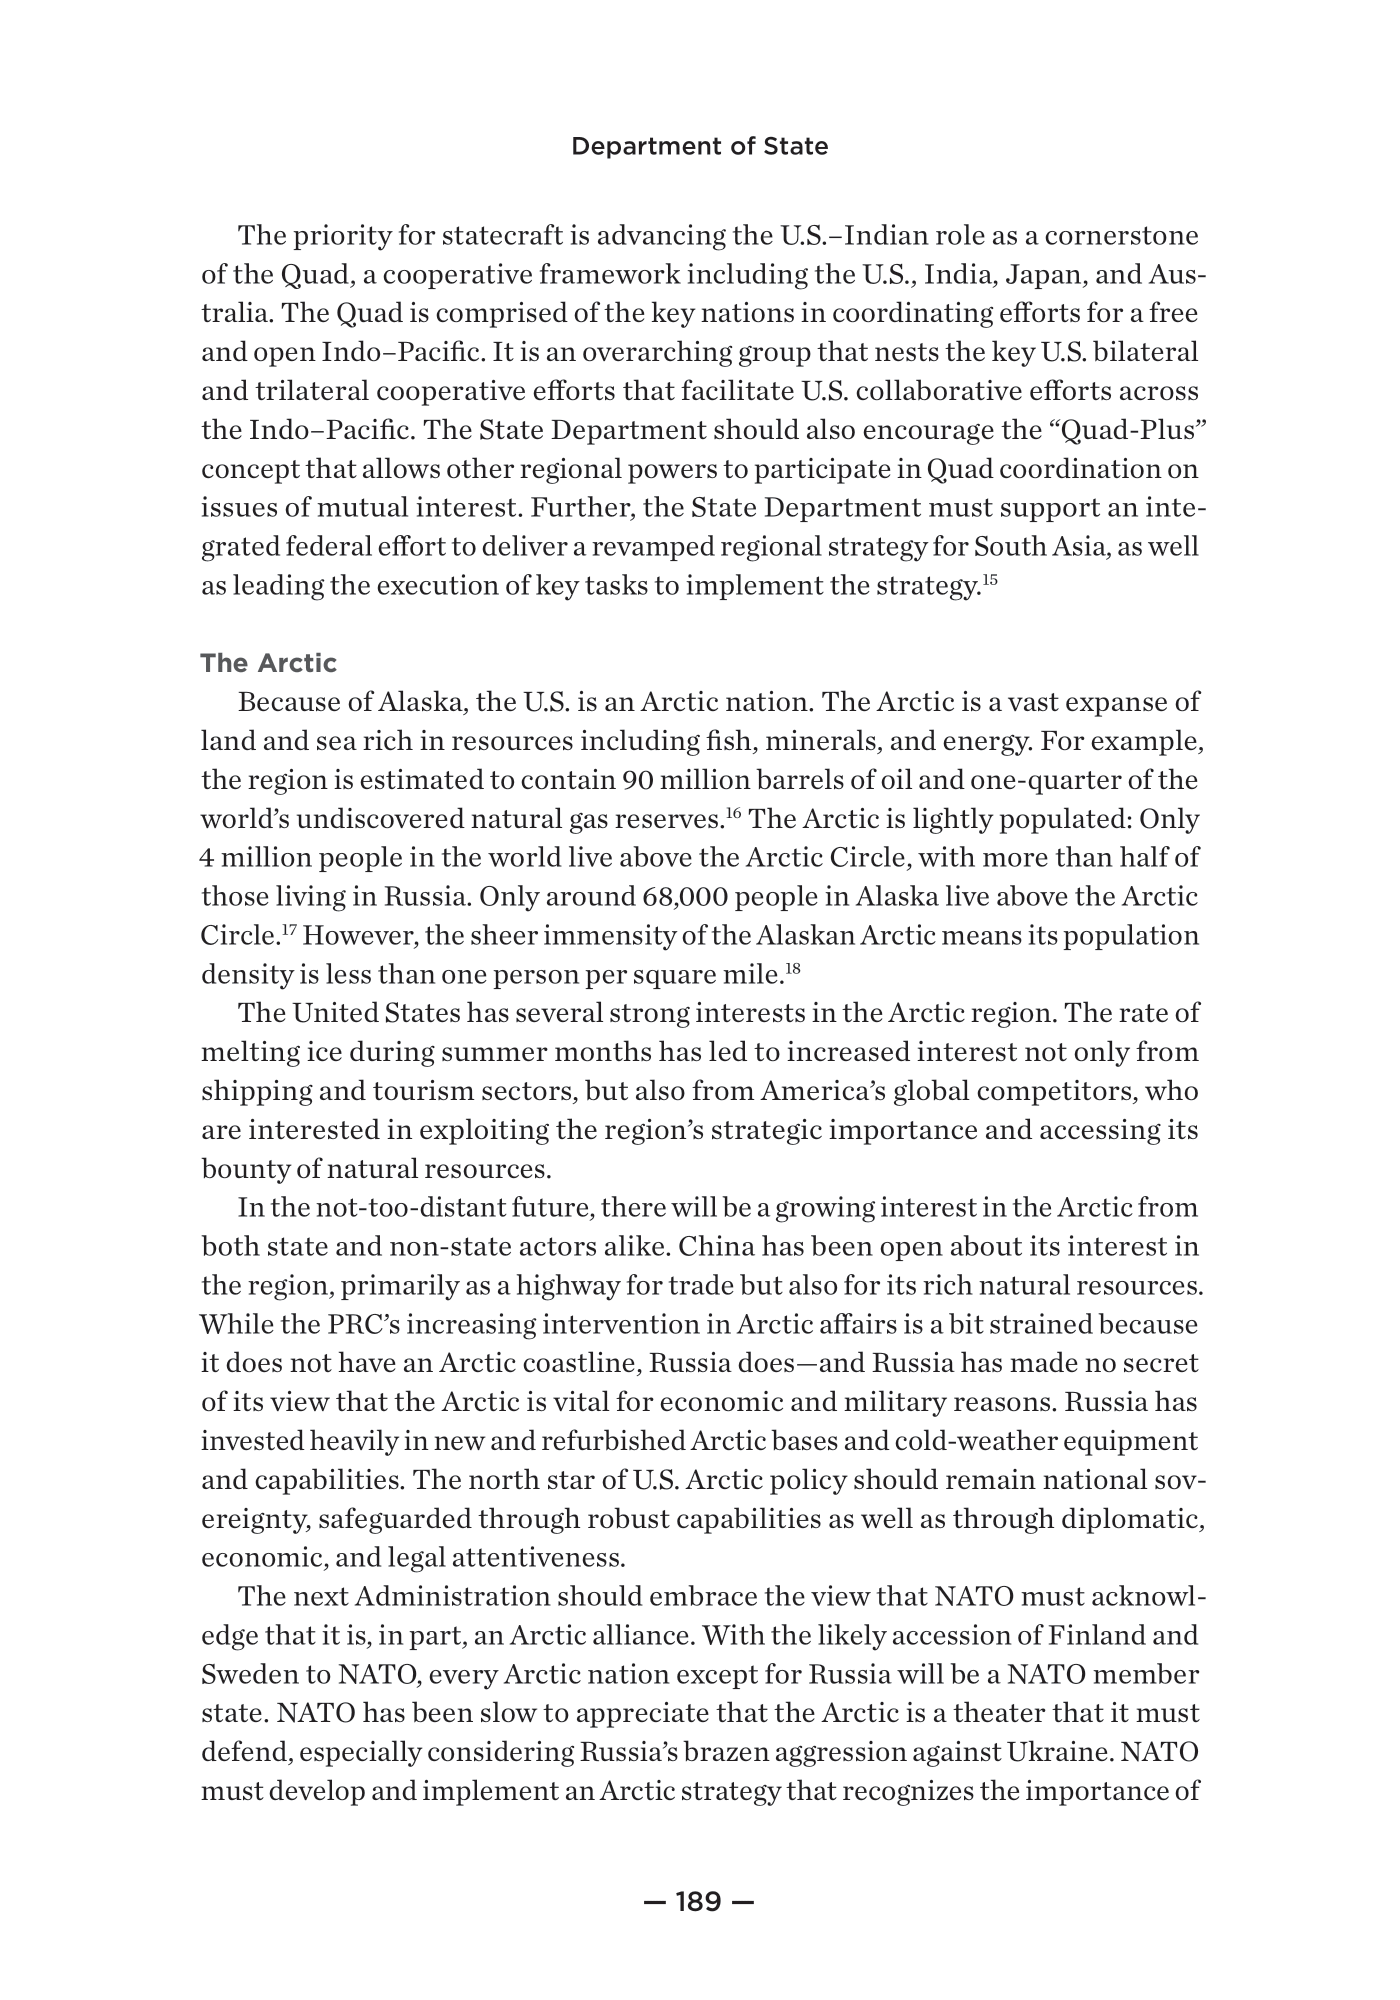 Department of State
The priority for statecraft is advancing the U.S.–Indian role as a cornerstone
of the Quad, a cooperative framework including the U.S., India, Japan, and Aus-
tralia. The Quad is comprised of the key nations in coordinating efforts for a free
and open Indo–Pacific. It is an overarching group that nests the key U.S. bilateral
and trilateral cooperative efforts that facilitate U.S. collaborative efforts across
the Indo–Pacific. The State Department should also encourage the “Quad-Plus”
concept that allows other regional powers to participate in Quad coordination on
issues of mutual interest. Further, the State Department must support an inte-
grated federal effort to deliver a revamped regional strategy for South Asia, as well
as leading the execution of key tasks to implement the strategy.15
The Arctic
Because of Alaska, the U.S. is an Arctic nation. The Arctic is a vast expanse of
land and sea rich in resources including fish, minerals, and energy. For example,
the region is estimated to contain 90 million barrels of oil and one-quarter of the
world’s undiscovered natural gas reserves.16 The Arctic is lightly populated: Only
4 million people in the world live above the Arctic Circle, with more than half of
those living in Russia. Only around 68,000 people in Alaska live above the Arctic
Circle.17 However, the sheer immensity of the Alaskan Arctic means its population
density is less than one person per square mile.18
The United States has several strong interests in the Arctic region. The rate of
melting ice during summer months has led to increased interest not only from
shipping and tourism sectors, but also from America’s global competitors, who
are interested in exploiting the region’s strategic importance and accessing its
bounty of natural resources.
In the not-too-distant future, there will be a growing interest in the Arctic from
both state and non-state actors alike. China has been open about its interest in
the region, primarily as a highway for trade but also for its rich natural resources.
While the PRC’s increasing intervention in Arctic affairs is a bit strained because
it does not have an Arctic coastline, Russia does—and Russia has made no secret
of its view that the Arctic is vital for economic and military reasons. Russia has
invested heavily in new and refurbished Arctic bases and cold-weather equipment
and capabilities. The north star of U.S. Arctic policy should remain national sov-
ereignty, safeguarded through robust capabilities as well as through diplomatic,
economic, and legal attentiveness.
The next Administration should embrace the view that NATO must acknowl-
edge that it is, in part, an Arctic alliance. With the likely accession of Finland and
Sweden to NATO, every Arctic nation except for Russia will be a NATO member
state. NATO has been slow to appreciate that the Arctic is a theater that it must
defend, especially considering Russia’s brazen aggression against Ukraine. NATO
must develop and implement an Arctic strategy that recognizes the importance of
— 189 —